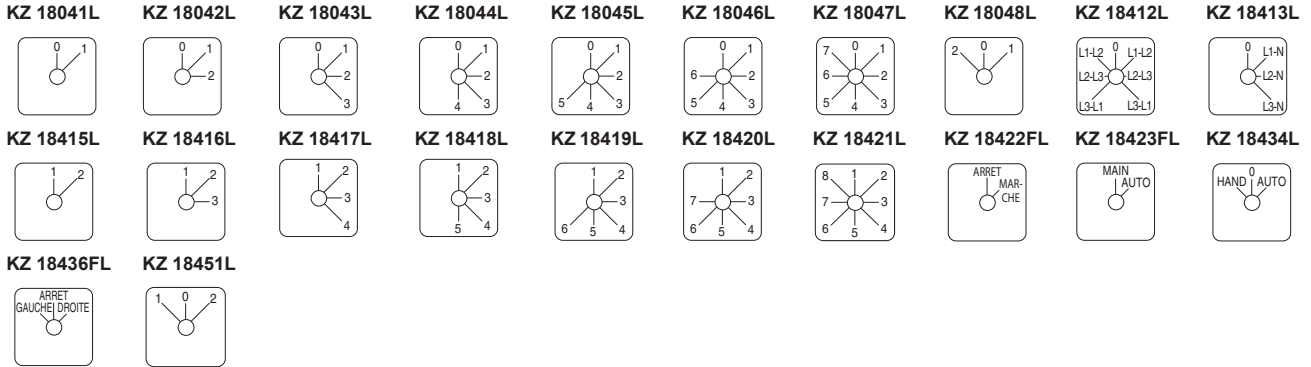 KZ 18041L KZ 18042L KZ 18043L KZ 18044L KZ 18045L KZ 18046L KZ 18047L KZ 18048L KZ 18412L KZ 18413L
0 1
0 1 2
0 1 2 3
0 1 2 3 4
0 1 2 3 4 5
0 1 2 3 4 5 6
0 1 2 3 4 5 6 7
2 0 1
L1-L2 0 L1-L2
L2-L3 L2-L3
L3-L1 L3-L1
0 L1-N
L2-N
L3-N
KZ 18415L KZ 18416L KZ 18417L KZ 18418L KZ 18419L KZ 18420L KZ 18421L KZ 18422FL KZ 18423FL KZ 18434L
1 2
1 2 3
1 2 3 4
1 2 3 4 5
1 2 3 4 5 6
1 2 3 4 5 6 7
1 2 3 4 5 6 7 8
ARRET
MAR-
CHE
MAIN
AUTO
0
HAND AUTO
KZ 18436FL KZ 18451L
ARRET
GAUCHE DROITE
1 0 2